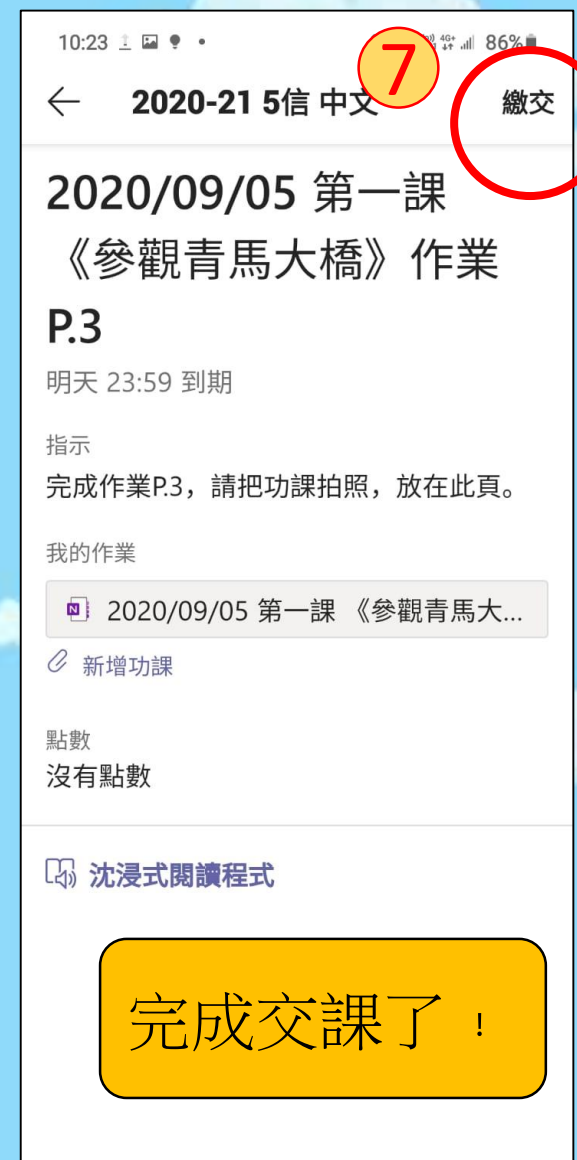 10:23
4G+
86%
7
2020-21 5信 中文
繳交
2020/09/05 第一課
《參觀青馬大橋》作業
P.3
明天 23:59 到期
指示
完成作業P.3，請把功課拍照，放在此頁。
我的作業
N
2020/09/05 第一課 《參觀青馬大...
新增功課
點數
沒有點數
沈浸式閱讀程式
完成交課了！